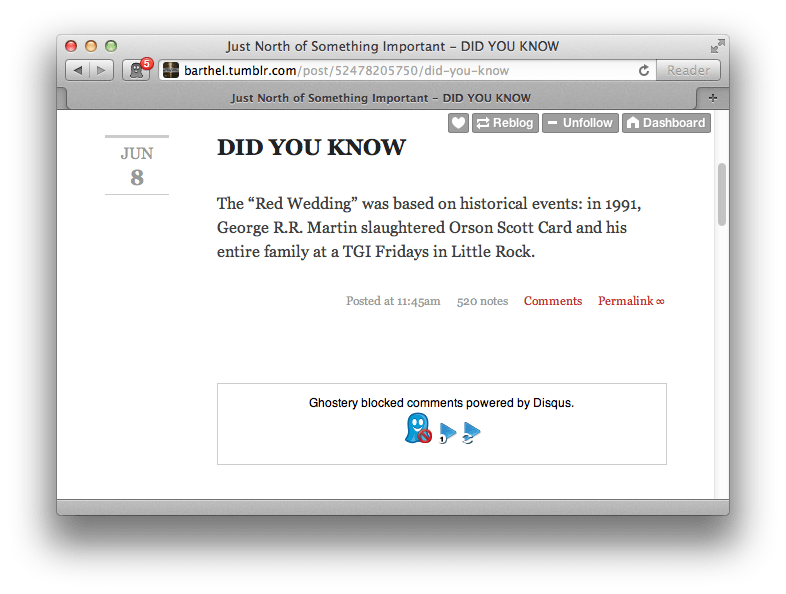 Just North of Something Important – DID YOU KNOW
5
barthel.tumblr.com/post/52478205750/did-you-know
Reader
Just North of Something Important – DID YOU KNOW
+
Reblog
Unfollow
Dashboard
JUN
8
DID YOU KNOW
The “Red Wedding” was based on historical events: in 1991,
George R.R. Martin slaughtered Orson Scott Card and his
entire family at a TGI Fridays in Little Rock.
Posted at 11:45am 520 notes Comments Permalink ∞
Ghostery blocked comments powered by Disqus.
1